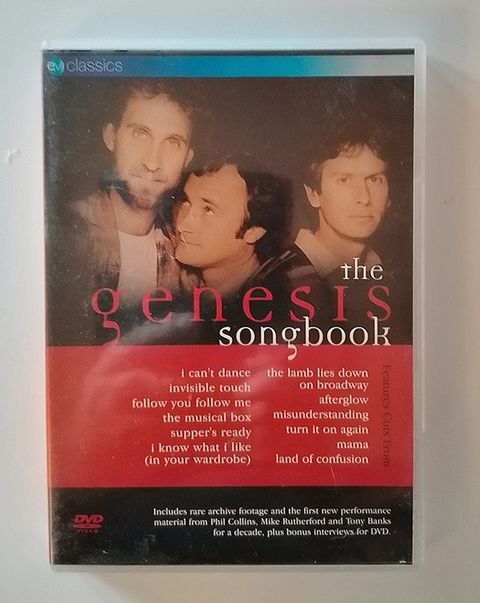 ev classics
the
genesis
songbook
i can't dance
invisible touch
follow you follow me
the musical box
supper's ready
i know what i like
(in your wardrobe)
the lamb lies down
on broadway
afterglow
misunderstanding
turn it on again
mama
land of confusion
Features Cuts From
DVD
VIDEO
Includes rare archive footage and the first new performance
material from Phil Collins, Mike Rutherford and Tony Banks
for a decade, plus bonus interviews for DVD.